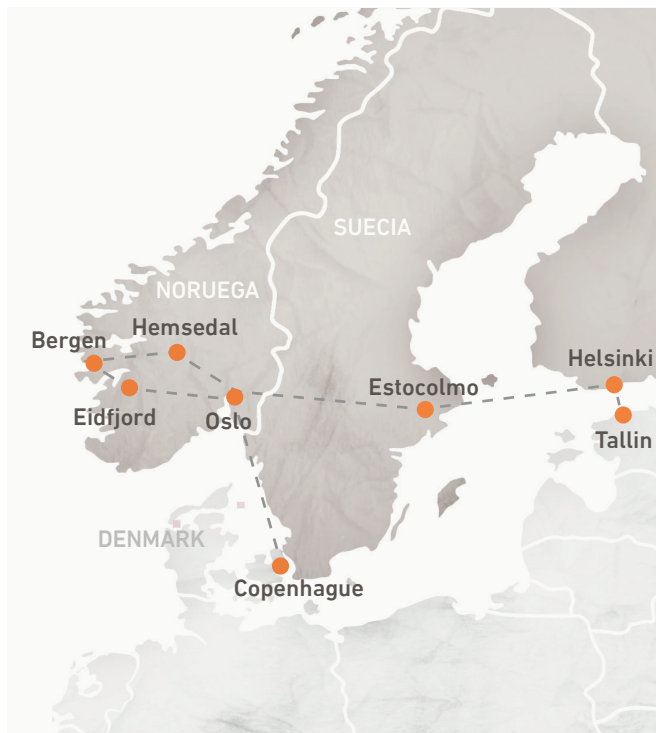 SUECIA
NORUEGA
Hemsedal
Bergen
Helsinki
Estocolmo
Eidfjord
Oslo
Tallin
DENMARK
Copenhague